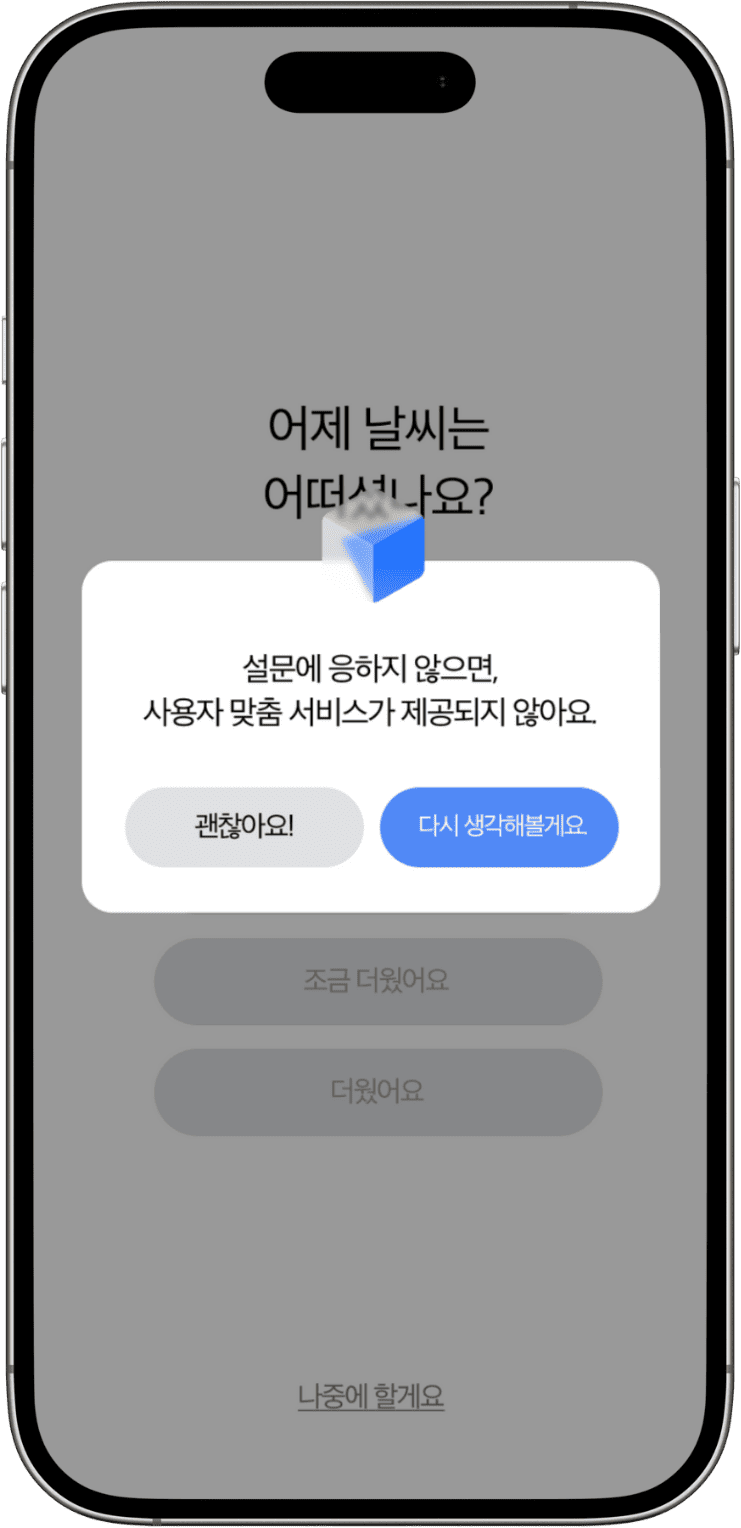 어제 날씨는
어떠셨나요?
설문에 응하지 않으면,
사용자 맞춤 서비스가 제공되지 않아요.
괜찮아요!
다시 생각해볼게요.
조금 더웠어요
더웠어요
나중에 할게요